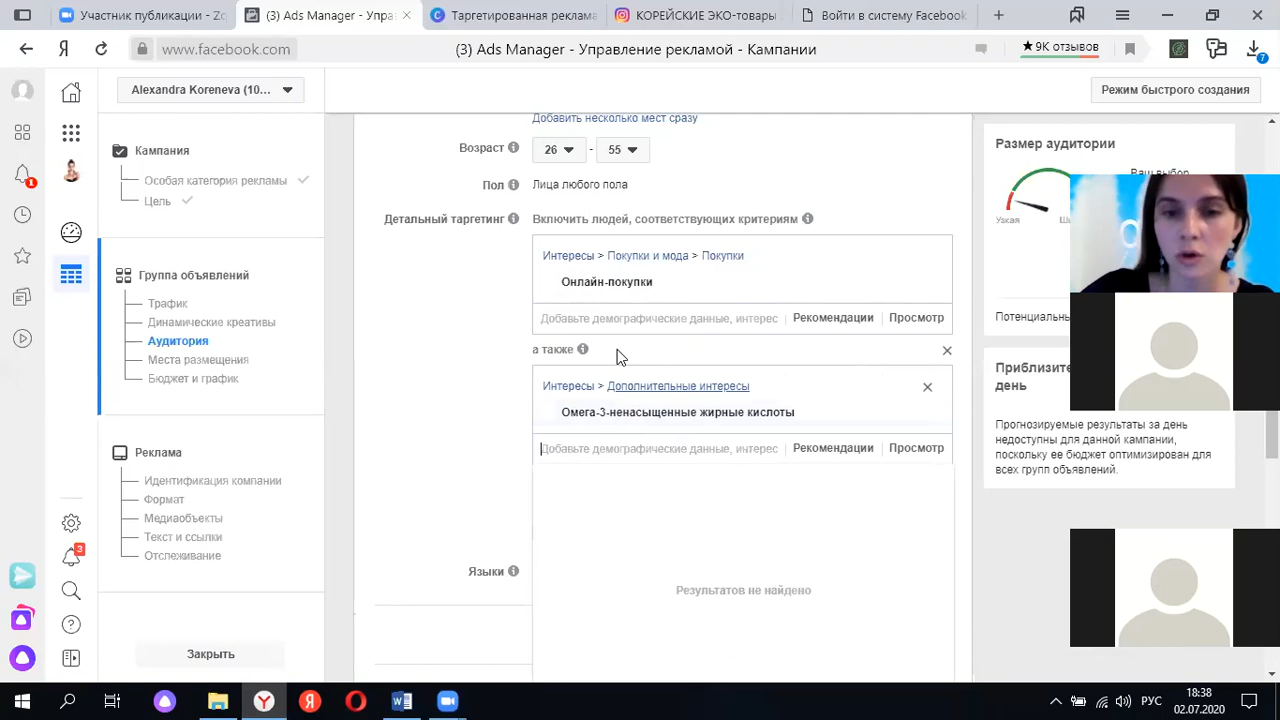 Участник публикации - Zo
(3) Ads Manager - Упра
Таргетированная реклама
КОРЕЙСКИЕ ЭКО-товары
Войти в систему Facebook
www.facebook.com
(3) Ads Manager - Управление рекламой - Кампании
★9K отзывов
7
Alexandra Koreneva (10...
Режим быстрого создания
Добавить несколько мест сразу
Возраст
26
-
55
Пол
Лица любого пола
Детальный таргетинг
Включить людей, соответствующих критериям
Интересы > Покупки и мода > Покупки
Онлайн-покупки
Добавьте демографические данные, интерес
Рекомендации
Просмотр
а также
Интересы > Дополнительные интересы
Омега-3-ненасыщенные жирные кислоты
Добавьте демографические данные, интерес
Рекомендации
Просмотр
Результатов не найдено
Языки
Кампания
Особая категория рекламы
Цель
Группа объявлений
Трафик
Динамические креативы
Аудитория
Места размещения
Бюджет и график
Реклама
Идентификация компании
Формат
Медиаобъекты
Текст и ссылки
Отслеживание
Закрыть
1
3
Размер аудитории
Ваш выбор
Узкая
Потенциальнь
Приблизите
день
Прогнозируемые результаты за день
недоступны для данной кампании,
поскольку ее бюджет оптимизирован для
всех групп объявлений.
РУС
18:38
02.07.2020